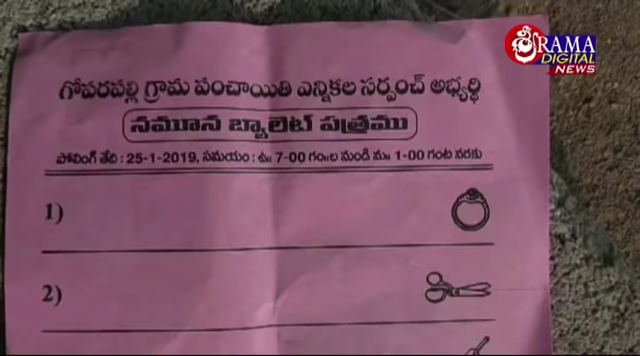 శ్రీRAMA
DIGITAL
NEWS
గోపరపల్లి గ్రామ పంచాయితి ఎన్నికల సర్పంచ్ అభ్యర్థి
నమూన బ్యాలెట్ పత్రము
పోలింగ్ తేది : 25-1-2019, సమయం : ఉ॥ 7-00 గం॥ల నుండి మ॥ 1-00 గంట వరకు
1)
2)